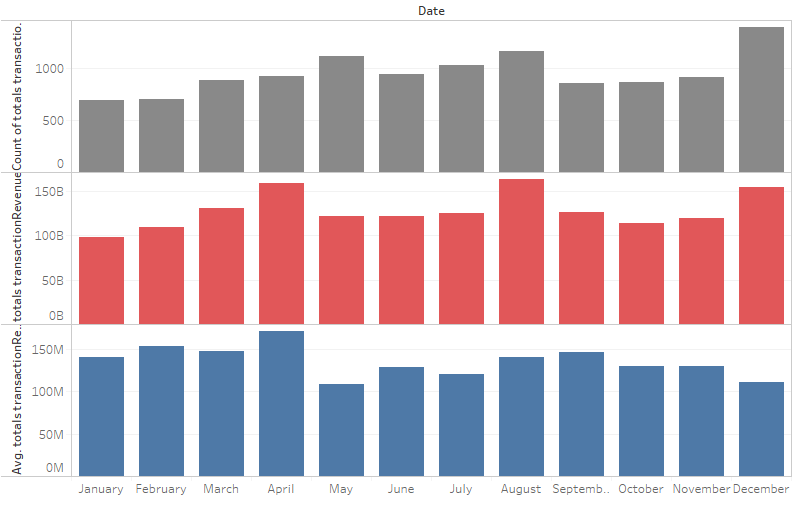 Date
Count of totals transactio..
1000
500
0
totals transactionRevenue
150B
100B
50B
0B
Avg. totals transactionRe..
150M
100M
50M
0M
January February March April May June July August Septemb.. October November December